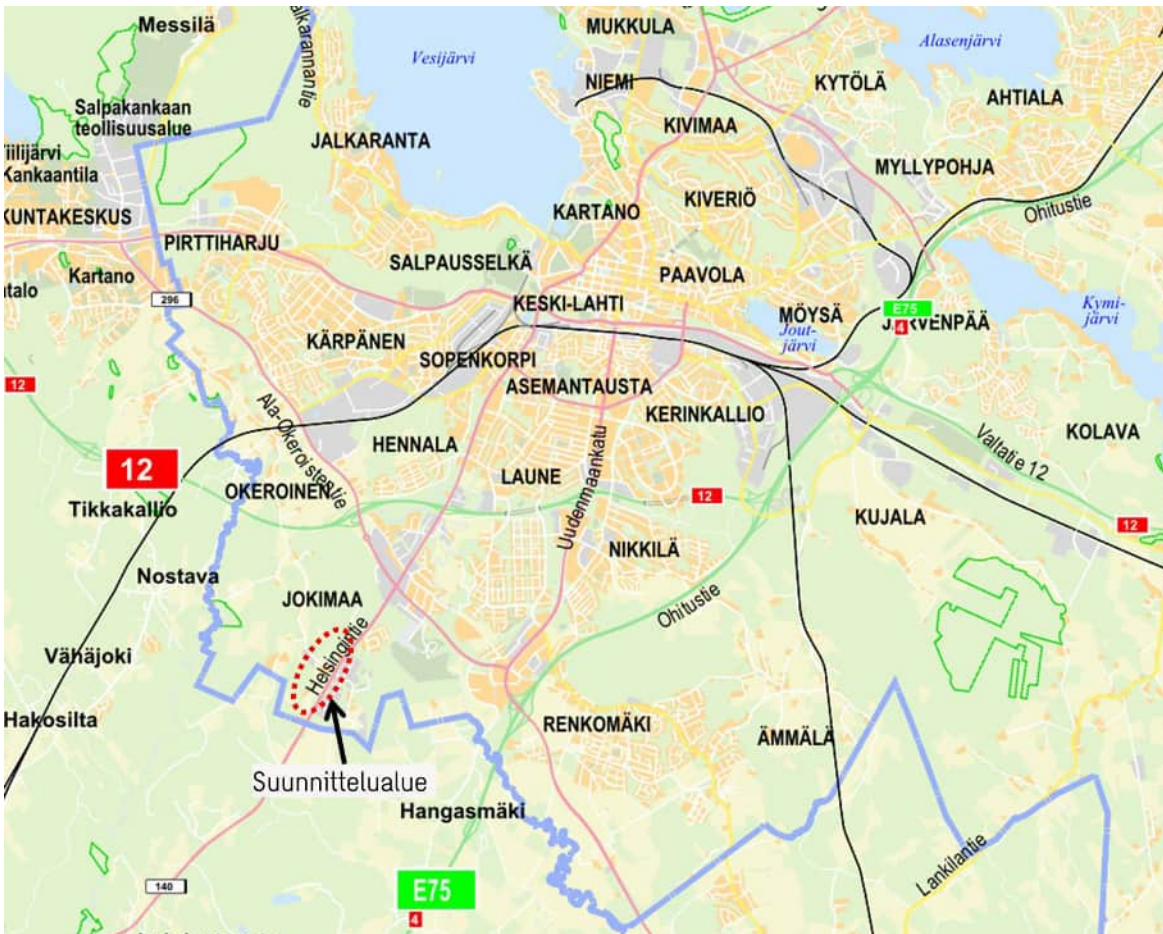 Messilä
MUKKULA
Alasenjärvi
Vesijärvi
NIEMI
KYTÖLÄ
AHTIALA
Salpakankaan
teollisuusalue
KIVIMAA
JALKARANTA
MYLLYPOHJA
Kankaantila
KIVERIÖ
Ohitustie
KARTANO
PIRTTIHARJU
SALPAUSSELKÄ
PAAVOLA
Kartano
296
KESKI-LAHTI
MÖYSÄ
Jout-
järvi
E75
4
JÄRVENPÄÄ
Kymi-
järvi
KÄRPÄNEN
SOPENKORPI
ASEMANTAUSTA
12
KERINKALLIO
Ala-Okeroistentie
HENNALA
Valtatie 12
KOLAVA
12
LAUNE
OKEROINEN
Uudenmaankatu
12
Tikkakallio
KUJALA
12
NIKKILÄ
Nostava
JOKIMAA
Ohitustie
Helsingintie
Vähäjoki
Hakosilta
RENKOMÄKI
ÄMMÄLÄ
Suunnittelualue
Hangasmäki
Lankilantie
140
E75
4